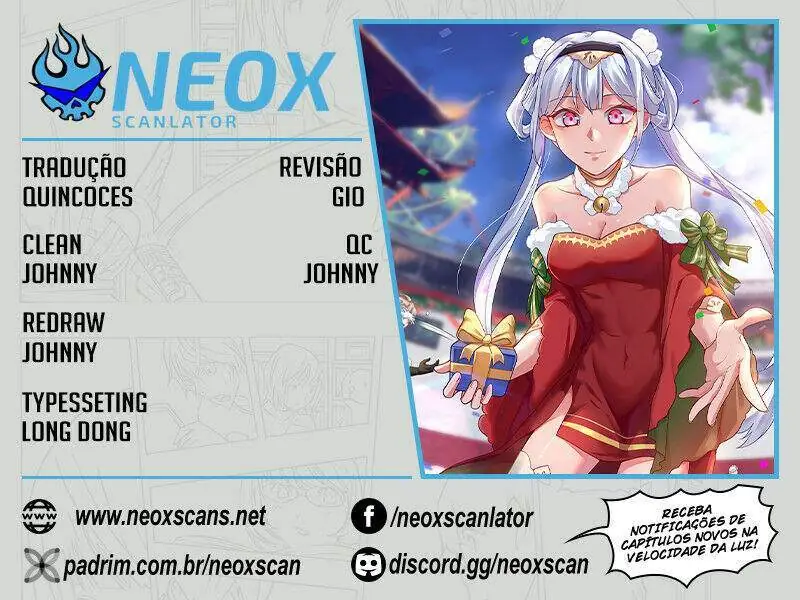 NEOX
SCANLATOR
TRADUÇÃO
QUINCOCES
REVISÃO
GIO
CLEAN
JOHNNY
QC
JOHNNY
REDRAW
JOHNNY
TYPESSETING
LONG DONG
www
www.neoxscans.net
/neoxscanlator
padrim.com.br/neoxscan
discord.gg/neoxscan
RECEBA
NOTIFICAÇÕES DE
CAPÍTULOS NOVOS NA
VELOCIDADE DA LUZ!